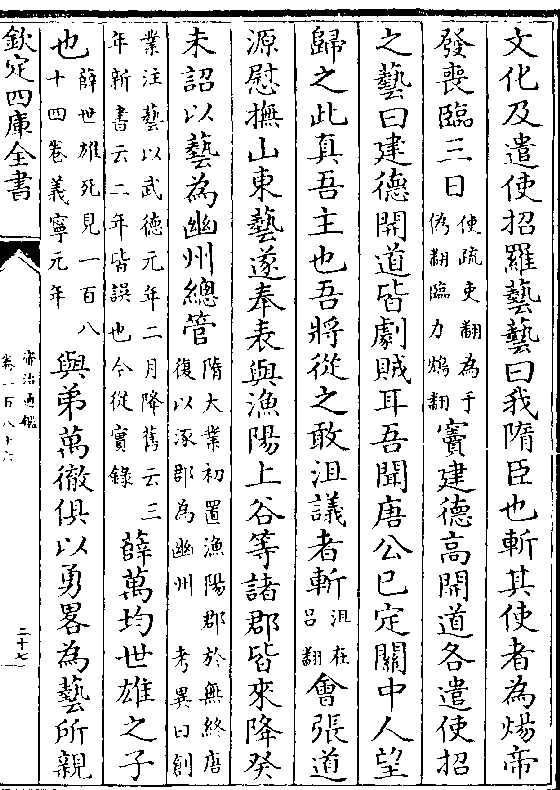 文化及遣使招羅藝藝曰我隋臣也斬其使者為煬帝
發喪臨三日使疏吏翻為于偽翻臨力鴆翻竇建德高開道各遣使招
之藝曰建德開道皆劇賊耳吾聞唐公已定關中人望
歸之此真吾主也吾將從之敢沮議者斬沮在呂翻會張道
源慰撫山東藝遂奉表與漁陽上谷等諸郡皆來降癸
未詔以藝為幽州總管隋大業初置漁陽郡於無終唐復以涿郡為幽州 考異曰創
業注藝以武德元年二月降舊云三年新書云二年皆誤也今從實錄薛萬均世雄之子
也薛世雄死見一百八十四卷義寧元年與弟萬徹俱以勇畧為藝所親
欽定四庫全書
資治通鑑
卷一百八十六
二十七